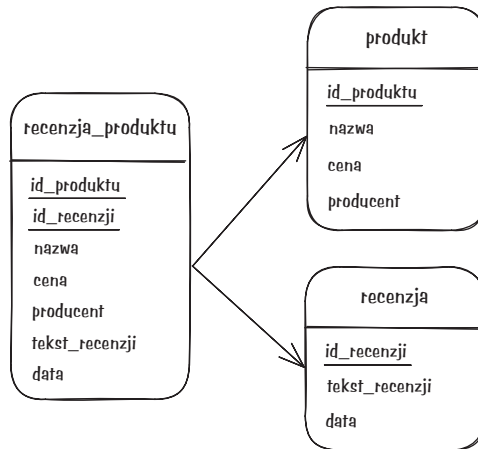 recenzja_produktu
id_produktu
id_recenzji
nazwa
cena
producent
tekst_recenzji
data
produkt
id_produktu
nazwa
cena
producent
recenzja
id_recenzji
tekst_recenzji
data